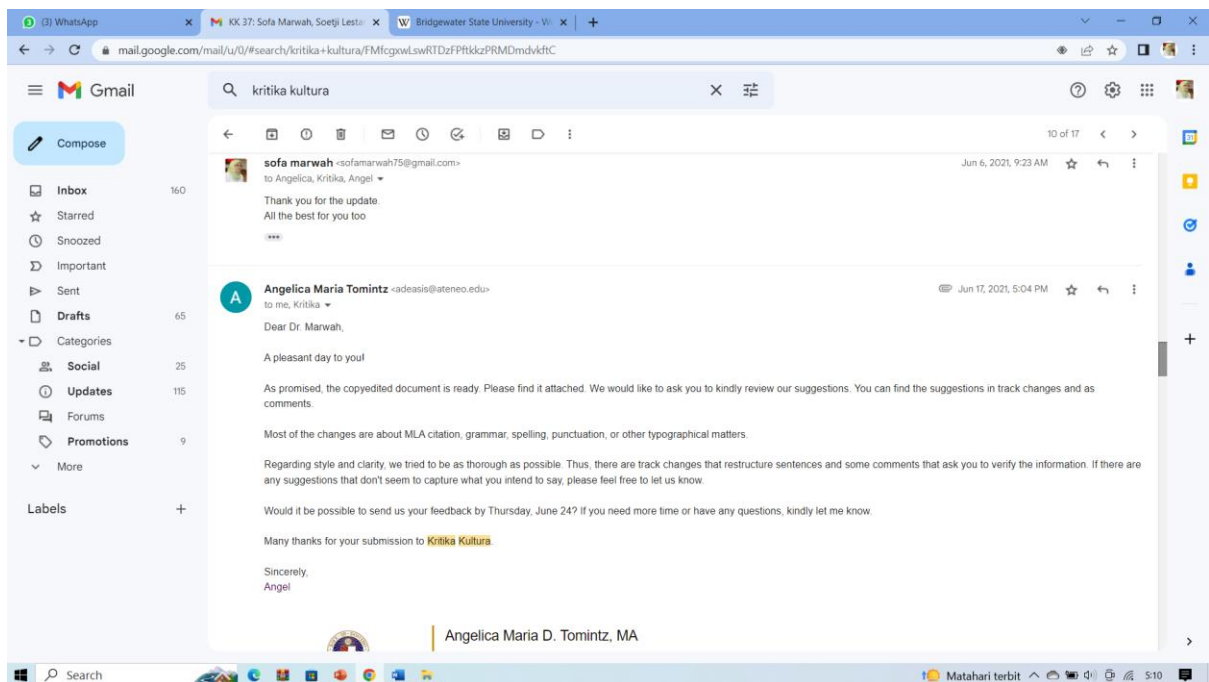 (3) WhatsApp
KK 37: Sofa Marwah, Soetji Lesta
Bridgewater State University - Wi
mail.google.com/mail/u/0/#search/kritika+kultura/FMfcgxwLswRTDzFPftkkzPRMDmdvkftC
Gmail
kritika kultura
Compose
10 of 17
Inbox 160
Starred
Snoozed
Important
Sent
Drafts 65
Categories
Social 25
Updates 115
Forums
Promotions 9
More
Labels
sofa marwah <sofamarwah75@gmail.com> Jun 6, 2021, 9:23 AM
to Angelica, Kritika, Angel
Thank you for the update.
All the best for you too
A
Angelica Maria Tomintz <adeasis@ateneo.edu> Jun 17, 2021, 5:04 PM
to me, Kritika
Dear Dr. Marwah,
A pleasant day to you!
As promised, the copyedited document is ready. Please find it attached. We would like to ask you to kindly review our suggestions. You can find the suggestions in track changes and as
comments.
Most of the changes are about MLA citation, grammar, spelling, punctuation, or other typographical matters.
Regarding style and clarity, we tried to be as thorough as possible. Thus, there are track changes that restructure sentences and some comments that ask you to verify the information. If there are
any suggestions that don't seem to capture what you intend to say, please feel free to let us know.
Would it be possible to send us your feedback by Thursday, June 24? If you need more time or have any questions, kindly let me know.
Many thanks for your submission to Kritika Kultura.
Sincerely,
Angel
Angelica Maria D. Tomintz, MA
Search
Matahari terbit
5:10